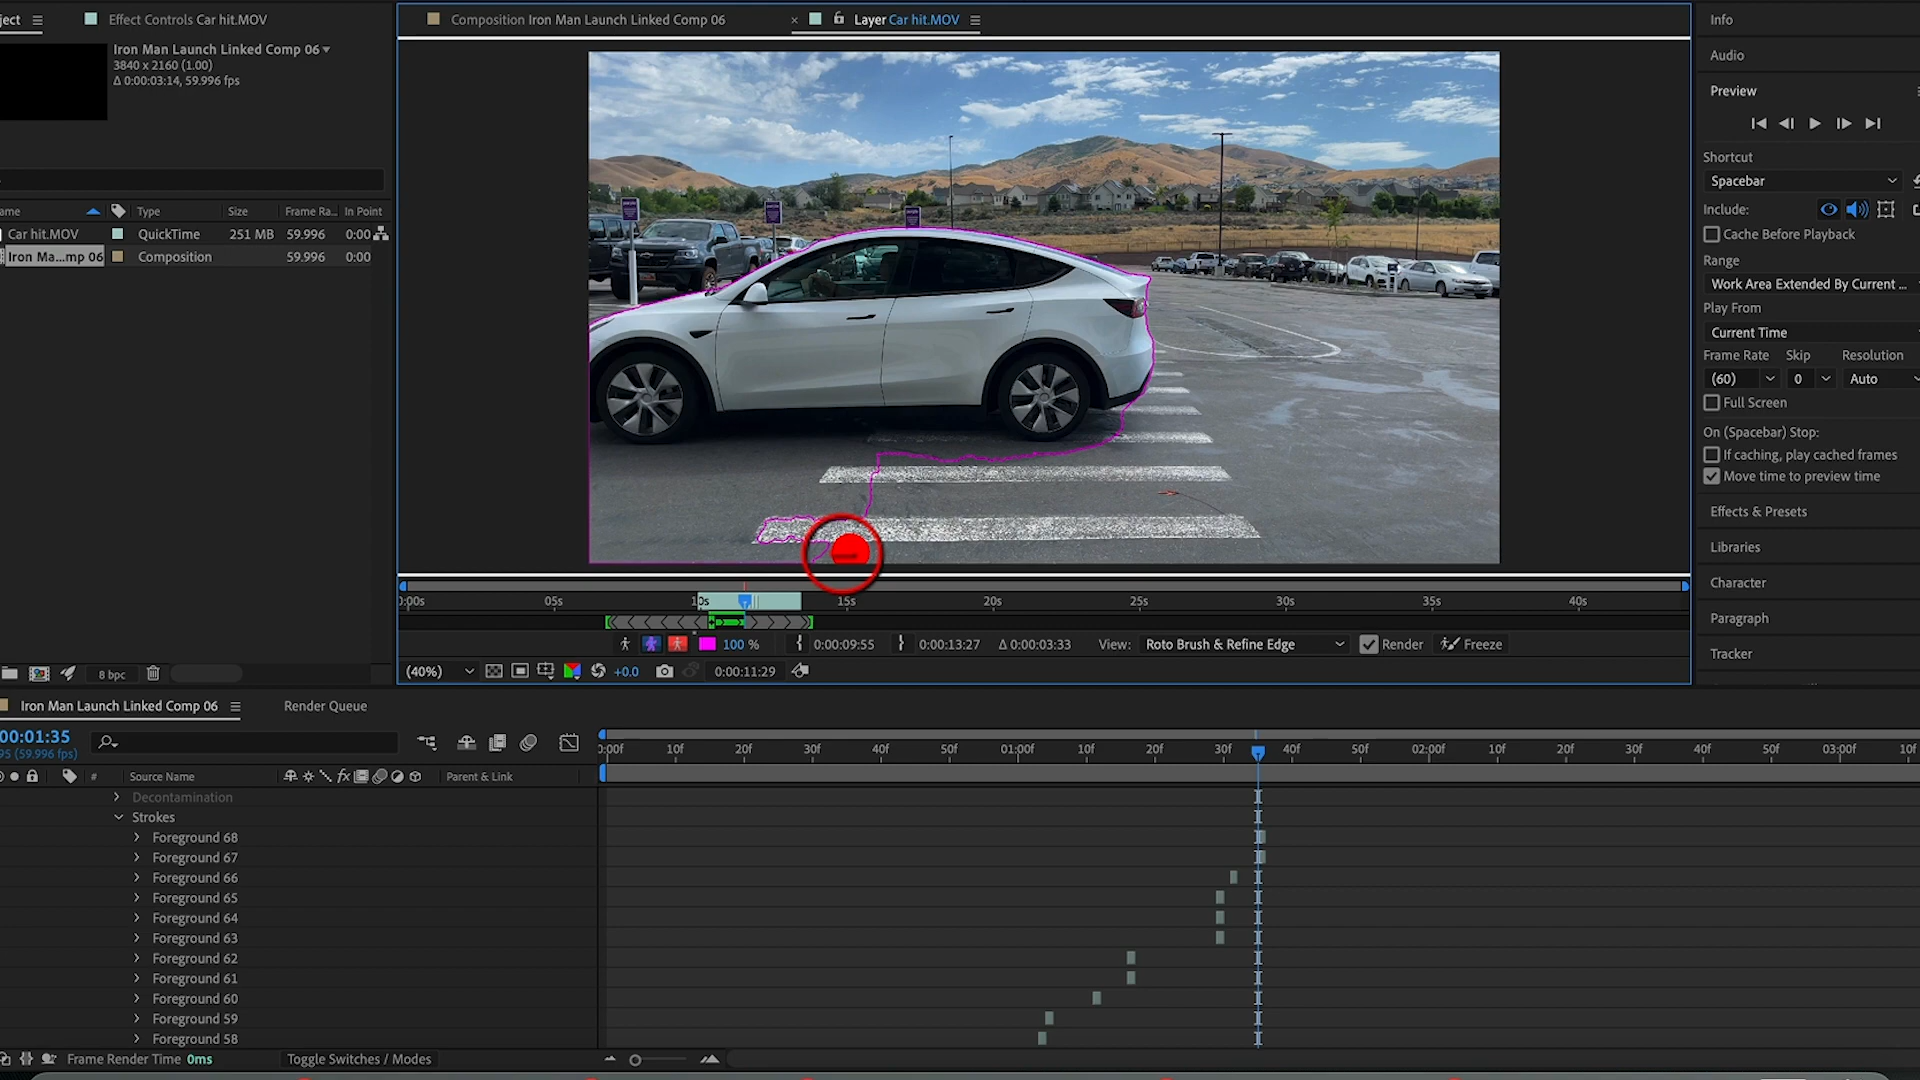 ject
Effect Controls Car hit.MOV
Composition Iron Man Launch Linked Comp 06
Layer Car hit.MOV
Info
Iron Man Launch Linked Comp 06
3840 x 2160 (1.00)
Δ 0:00:03:14, 59.996 fps
Audio
Preview
Shortcut
Spacebar
Include:
Cache Before Playback
Range
Work Area Extended By Current ...
Play From
Current Time
Frame Rate Skip Resolution
(60) 0 Auto
Full Screen
On (Spacebar) Stop:
If caching, play cached frames
Move time to preview time
Effects & Presets
Libraries
Character
Paragraph
Tracker
ame Type Size Frame Ra... In Point
Car hit.MOV QuickTime 251 MB 59.996 0:00
Iron Ma...mp 06 Composition 59.996 0:00
8 bpc
0:00s 05s 10s 15s 20s 25s 30s 35s 40s
100 % 0:00:09:55 0:00:13:27 Δ 0:00:03:33 View: Roto Brush & Refine Edge Render Freeze
(40%) +0.0 0:00:11:29
Iron Man Launch Linked Comp 06
Render Queue
00:01:35
95 (59.996 fps)
0:00f 10f 20f 30f 40f 50f 01:00f 10f 20f 30f 40f 50f 02:00f 10f 20f 30f 40f 50f 03:00f 10f
# Source Name fx Parent & Link
Decontamination
Strokes
Foreground 68
Foreground 67
Foreground 66
Foreground 65
Foreground 64
Foreground 63
Foreground 62
Foreground 61
Foreground 60
Foreground 59
Foreground 58
Frame Render Time 0ms
Toggle Switches / Modes